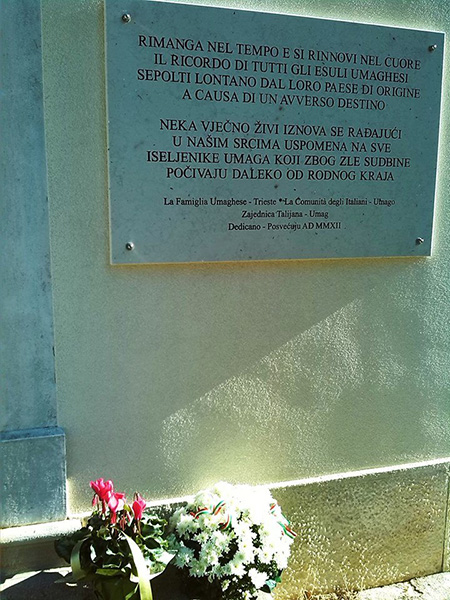 RIMANGA NEL TEMPO E SI RINNOVI NEL CUORE
IL RICORDO DI TUTTI GLI ESULI UMAGHESI
SEPOLTI LONTANO DAL LORO PAESE DI ORIGINE
A CAUSA DI UN AVVERSO DESTINO
NEKA VJEČNO ŽIVI IZNOVA SE RAĐAJUĆI
U NAŠIM SRCIMA USPOMENA NA SVE
ISELJENIKE UMAGA KOJI ZBOG ZLE SUDBINE
POČIVAJU DALEKO OD RODNOG KRAJA
La Famiglia Umaghese - Trieste * La Comunità degli Italiani - Umago
Zajednica Talijana - Umag
Dedicano - Posvećuju AD MMXII